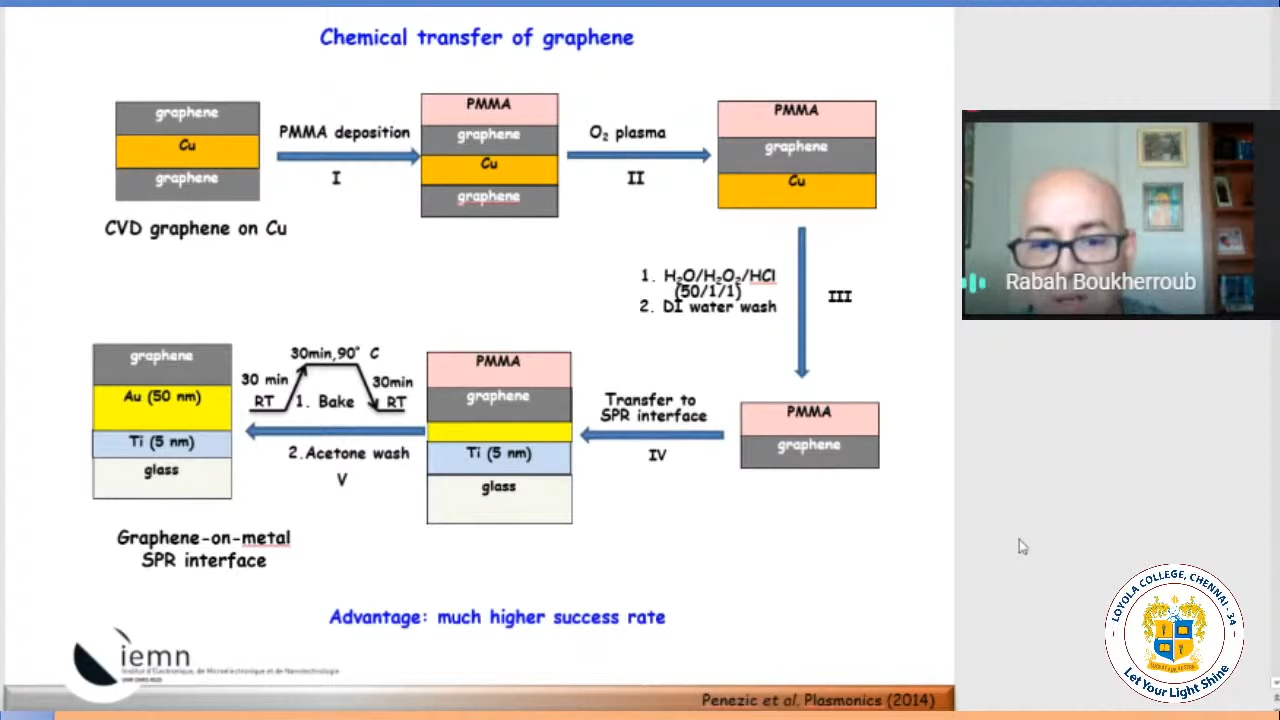 Chemical transfer of graphene
graphene
Cu
graphene
CVD graphene on Cu
PMMA deposition
I
PMMA
graphene
Cu
graphene
O₂ plasma
II
PMMA
graphene
Cu
1. H₂O/H₂O₂/HCl
(50/1/1)
2. DI water wash
III
PMMA
graphene
Transfer to
SPR interface
IV
PMMA
graphene
Ti (5 nm)
glass
30min,90° C
30 min
RT
30min
RT
1. Bake
2.Acetone wash
V
graphene
Au (50 nm)
Ti (5 nm)
glass
Graphene-on-metal
SPR interface
Advantage: much higher success rate
iemn
Institut d'Electronique, de Microélectronique et de Nanotechnologie
Penezic et al. Plasmonics (2014)
Rabah Boukherroub
LOYOLA COLLEGE, CHENNAI - 34
Let Your Light Shine